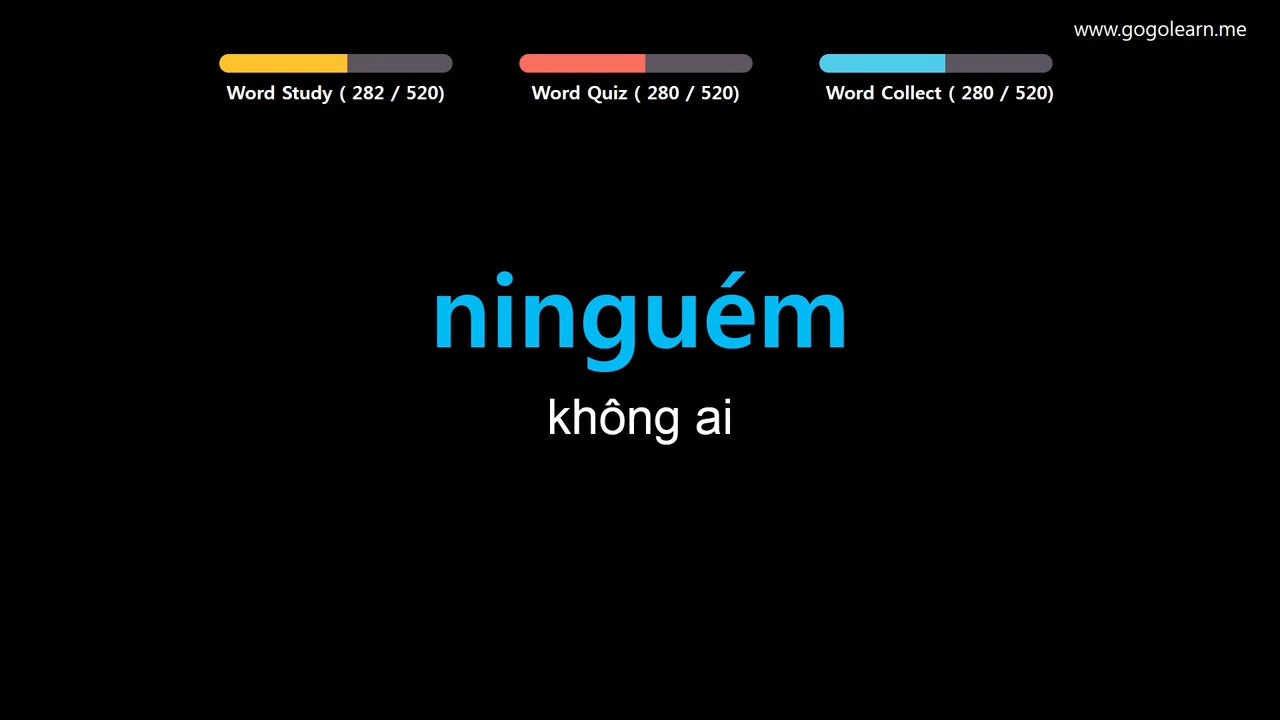 www.gogolearn.me
Word Study ( 282 / 520)
Word Quiz ( 280 / 520)
Word Collect ( 280 / 520)
ninguém
không ai